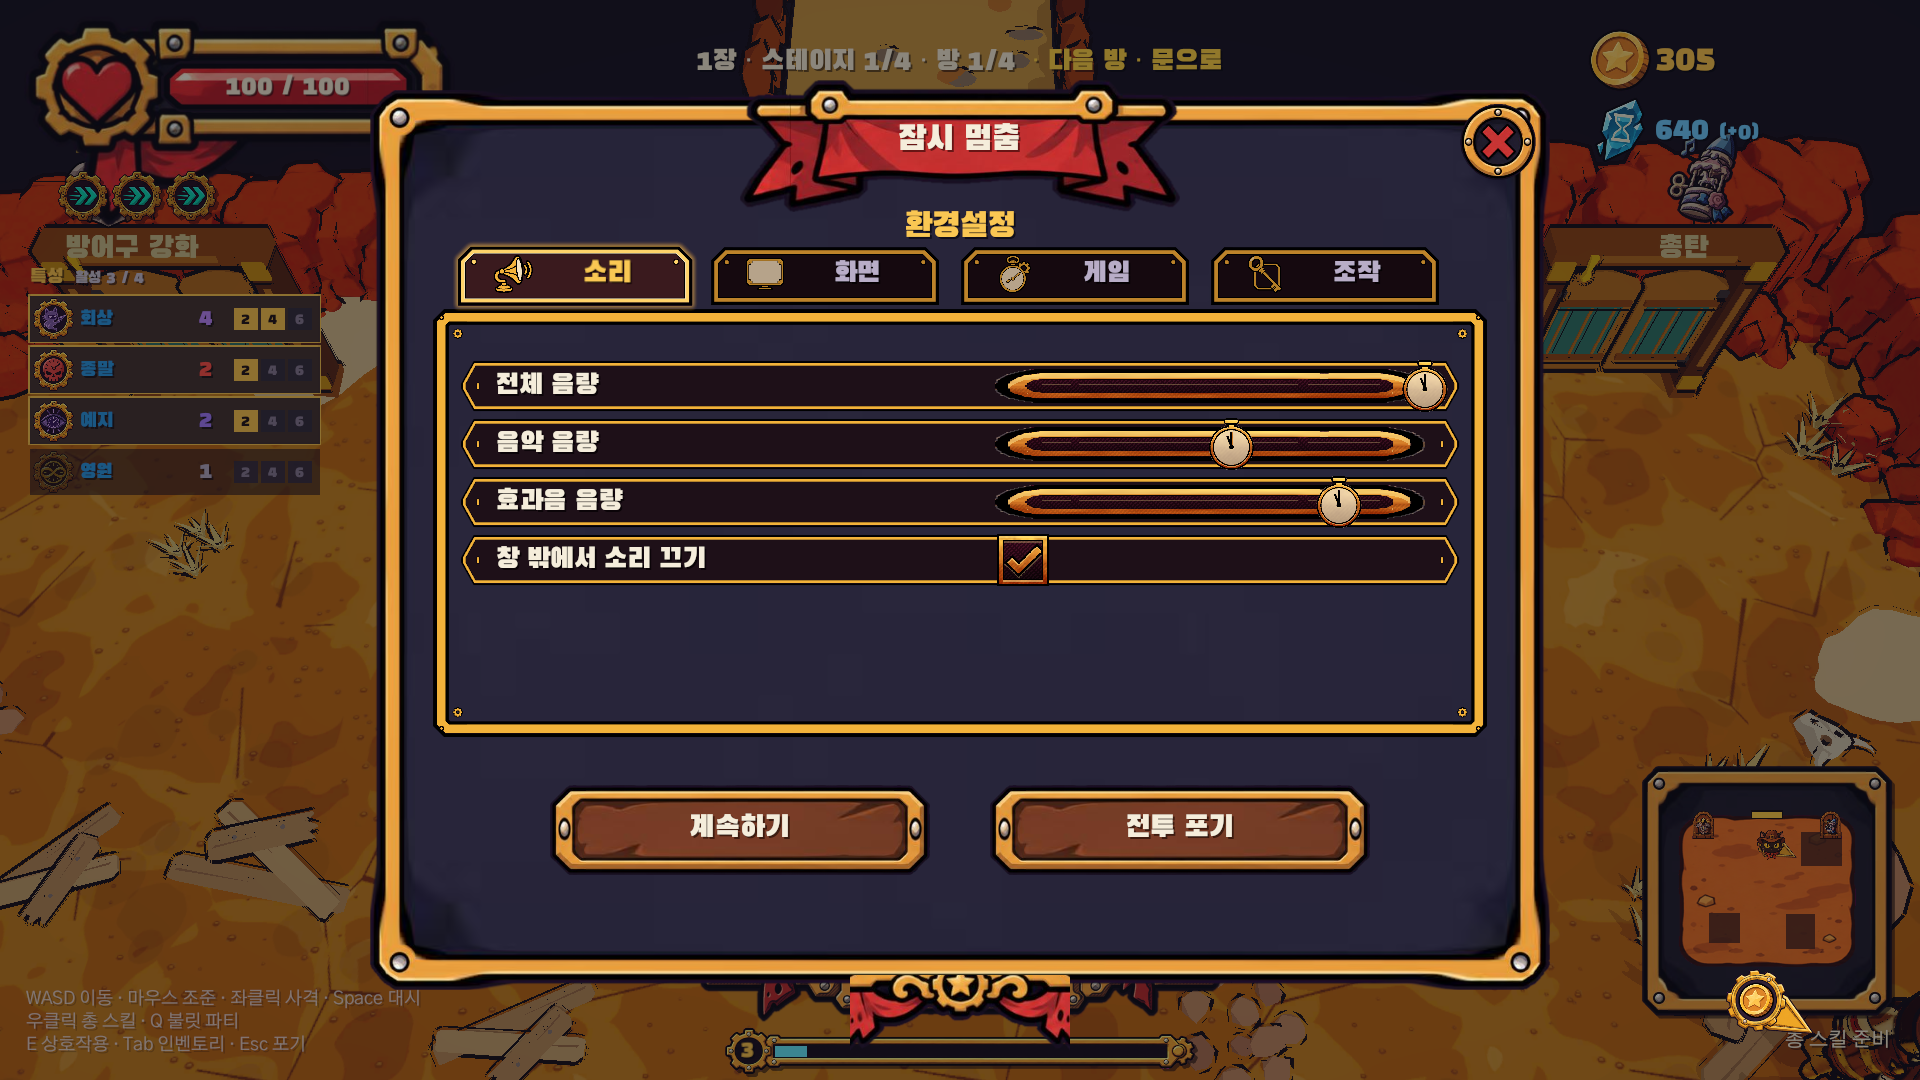 100 / 100
1장 · 스테이지 1/4 · 방 1/4 · 다음 방 · 문으로
305
640 (+0)
잠시 멈춤
환경설정
소리
화면
게임
조작
방어구 강화
특성 활성 3 / 4
회상 4 2 4 6
종말 2 2 4 6
예지 2 2 4 6
영원 1 2 4 6
총탄
전체 음량
음악 음량
효과음 음량
창 밖에서 소리 끄기
계속하기
전투 포기
WASD 이동 · 마우스 조준 · 좌클릭 사격 · Space 대시
우클릭 총 스킬 · Q 불릿 파티
E 상호작용 · Tab 인벤토리 · Esc 포기
3
총 스킬 준비